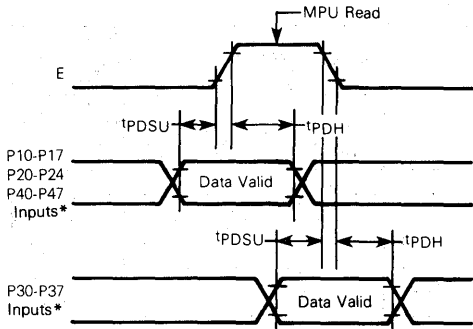 MPU Read
E
tPDSU
tPDH
P10-P17
P20-P24
P40-P47
Inputs*
Data Valid
tPDSU
tPDH
P30-P37
Inputs*
Data Valid